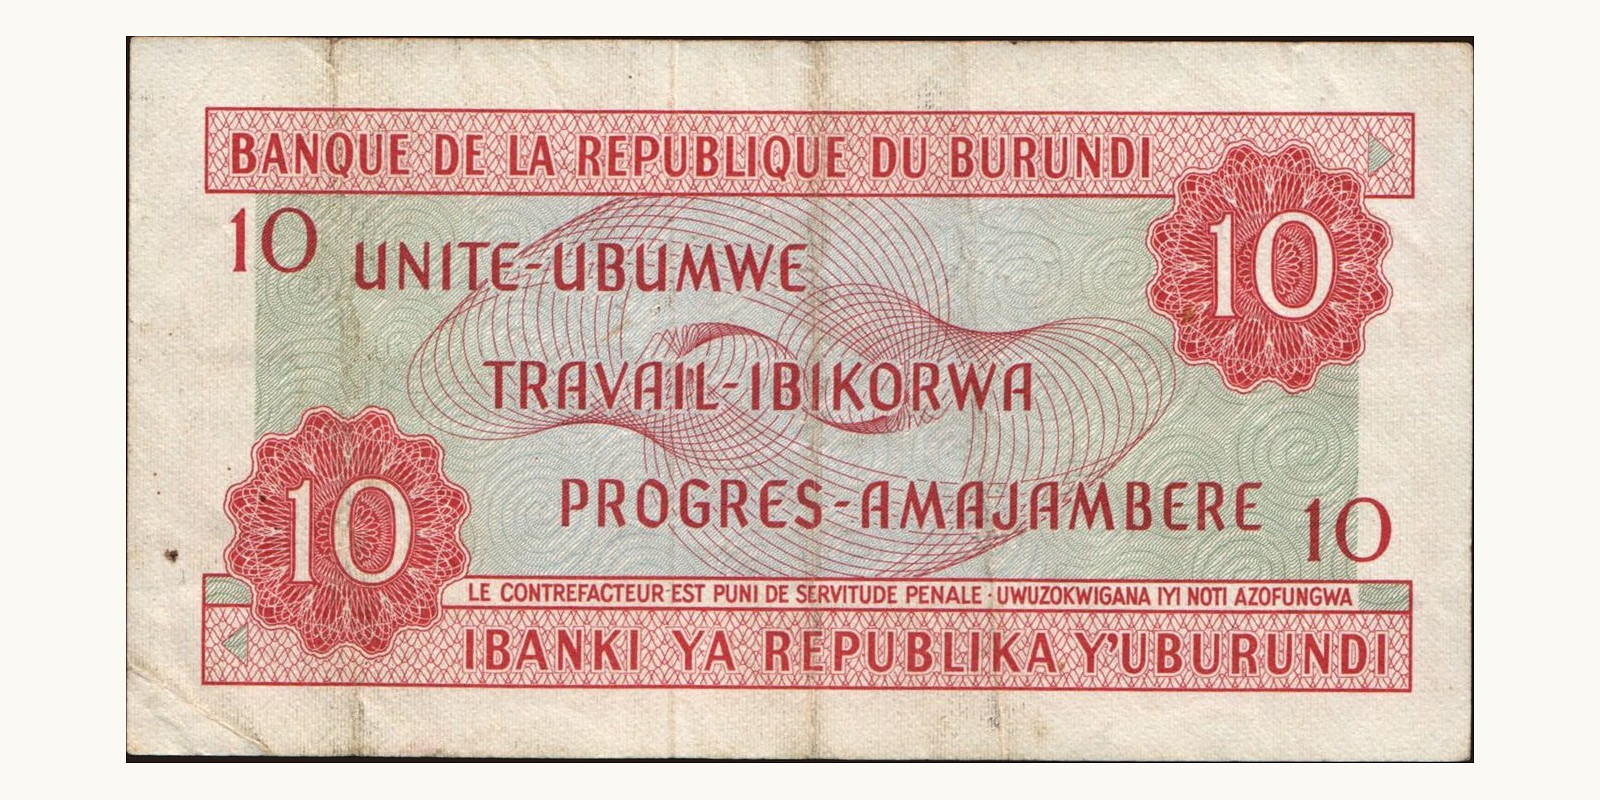 BANQUE DE LA REPUBLIQUE DU BURUNDI
10
10
UNITE-UBUMWE
TRAVAIL-IBIKORWA
PROGRES-AMAJAMBERE
10
10
LE CONTREFACTEUR EST PUNI DE SERVITUDE PENALE · UWUZOKWIGANA IYI NOTI AZOFUNGWA
IBANKI YA REPUBLIKA Y'UBURUNDI